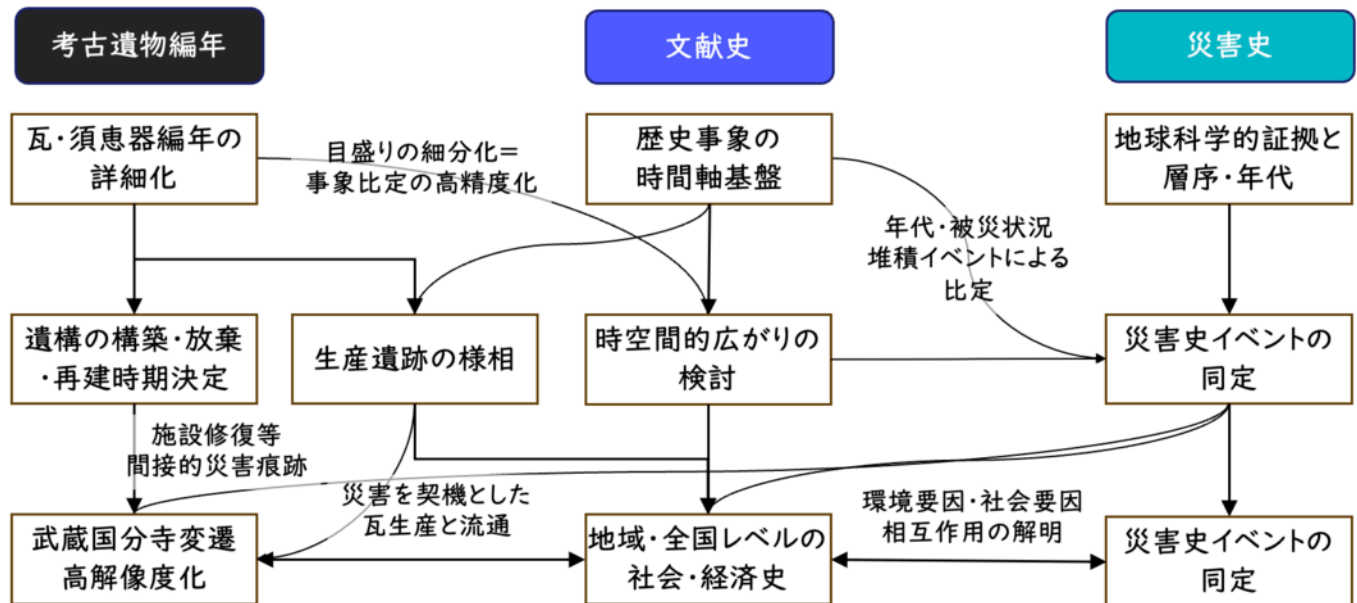 考古遺物編年
文献史
災害史
瓦・須恵器編年の
詳細化
目盛りの細分化＝
事象比定の高精度化
歴史事象の
時間軸基盤
地球科学的証拠と
層序・年代
年代・被災状況
堆積イベントによる
比定
遺構の構築・放棄
・再建時期決定
生産遺跡の様相
時空間的広がりの
検討
災害史イベントの
同定
施設修復等
間接的災害痕跡
災害を契機とした
瓦生産と流通
環境要因・社会要因
相互作用の解明
武蔵国分寺変遷
高解像度化
地域・全国レベルの
社会・経済史
災害史イベントの
同定